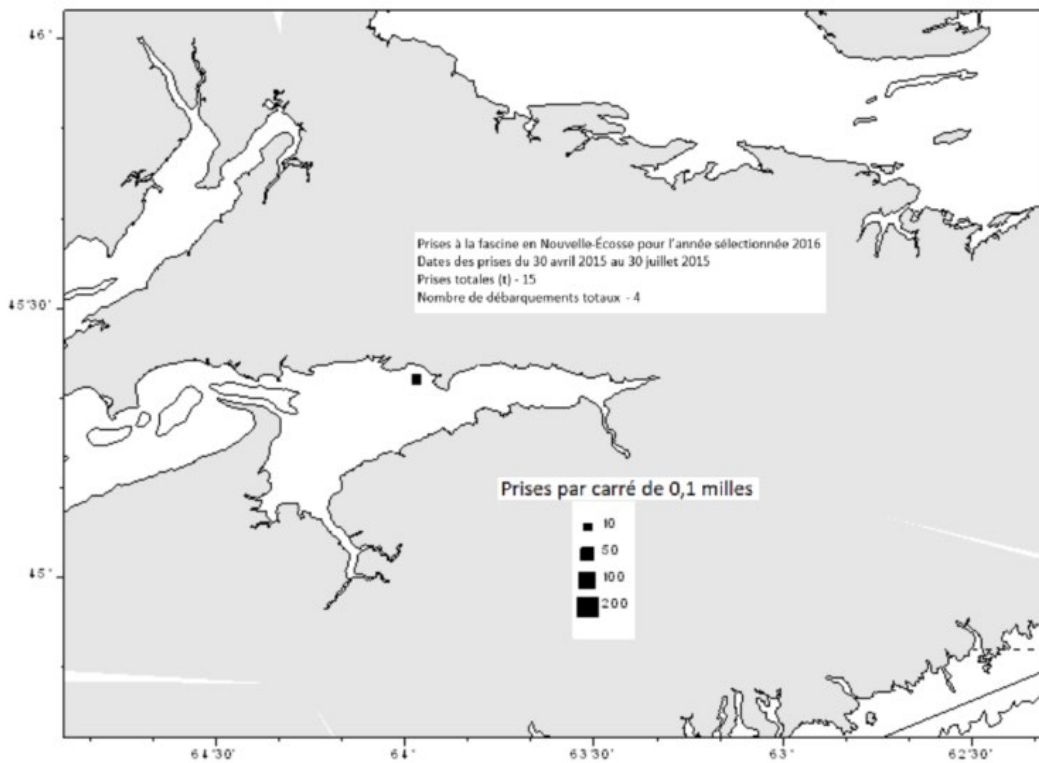 46°
Prises à la fascine en Nouvelle-Écosse pour l'année sélectionnée 2016
Dates des prises du 30 avril 2015 au 30 juillet 2015
Prises totales (t) - 15
Nombre de débarquements totaux - 4
45°30'
Prises par carré de 0,1 milles
10
50
100
200
45°
64°30' 64° 63°30' 63° 62°30'